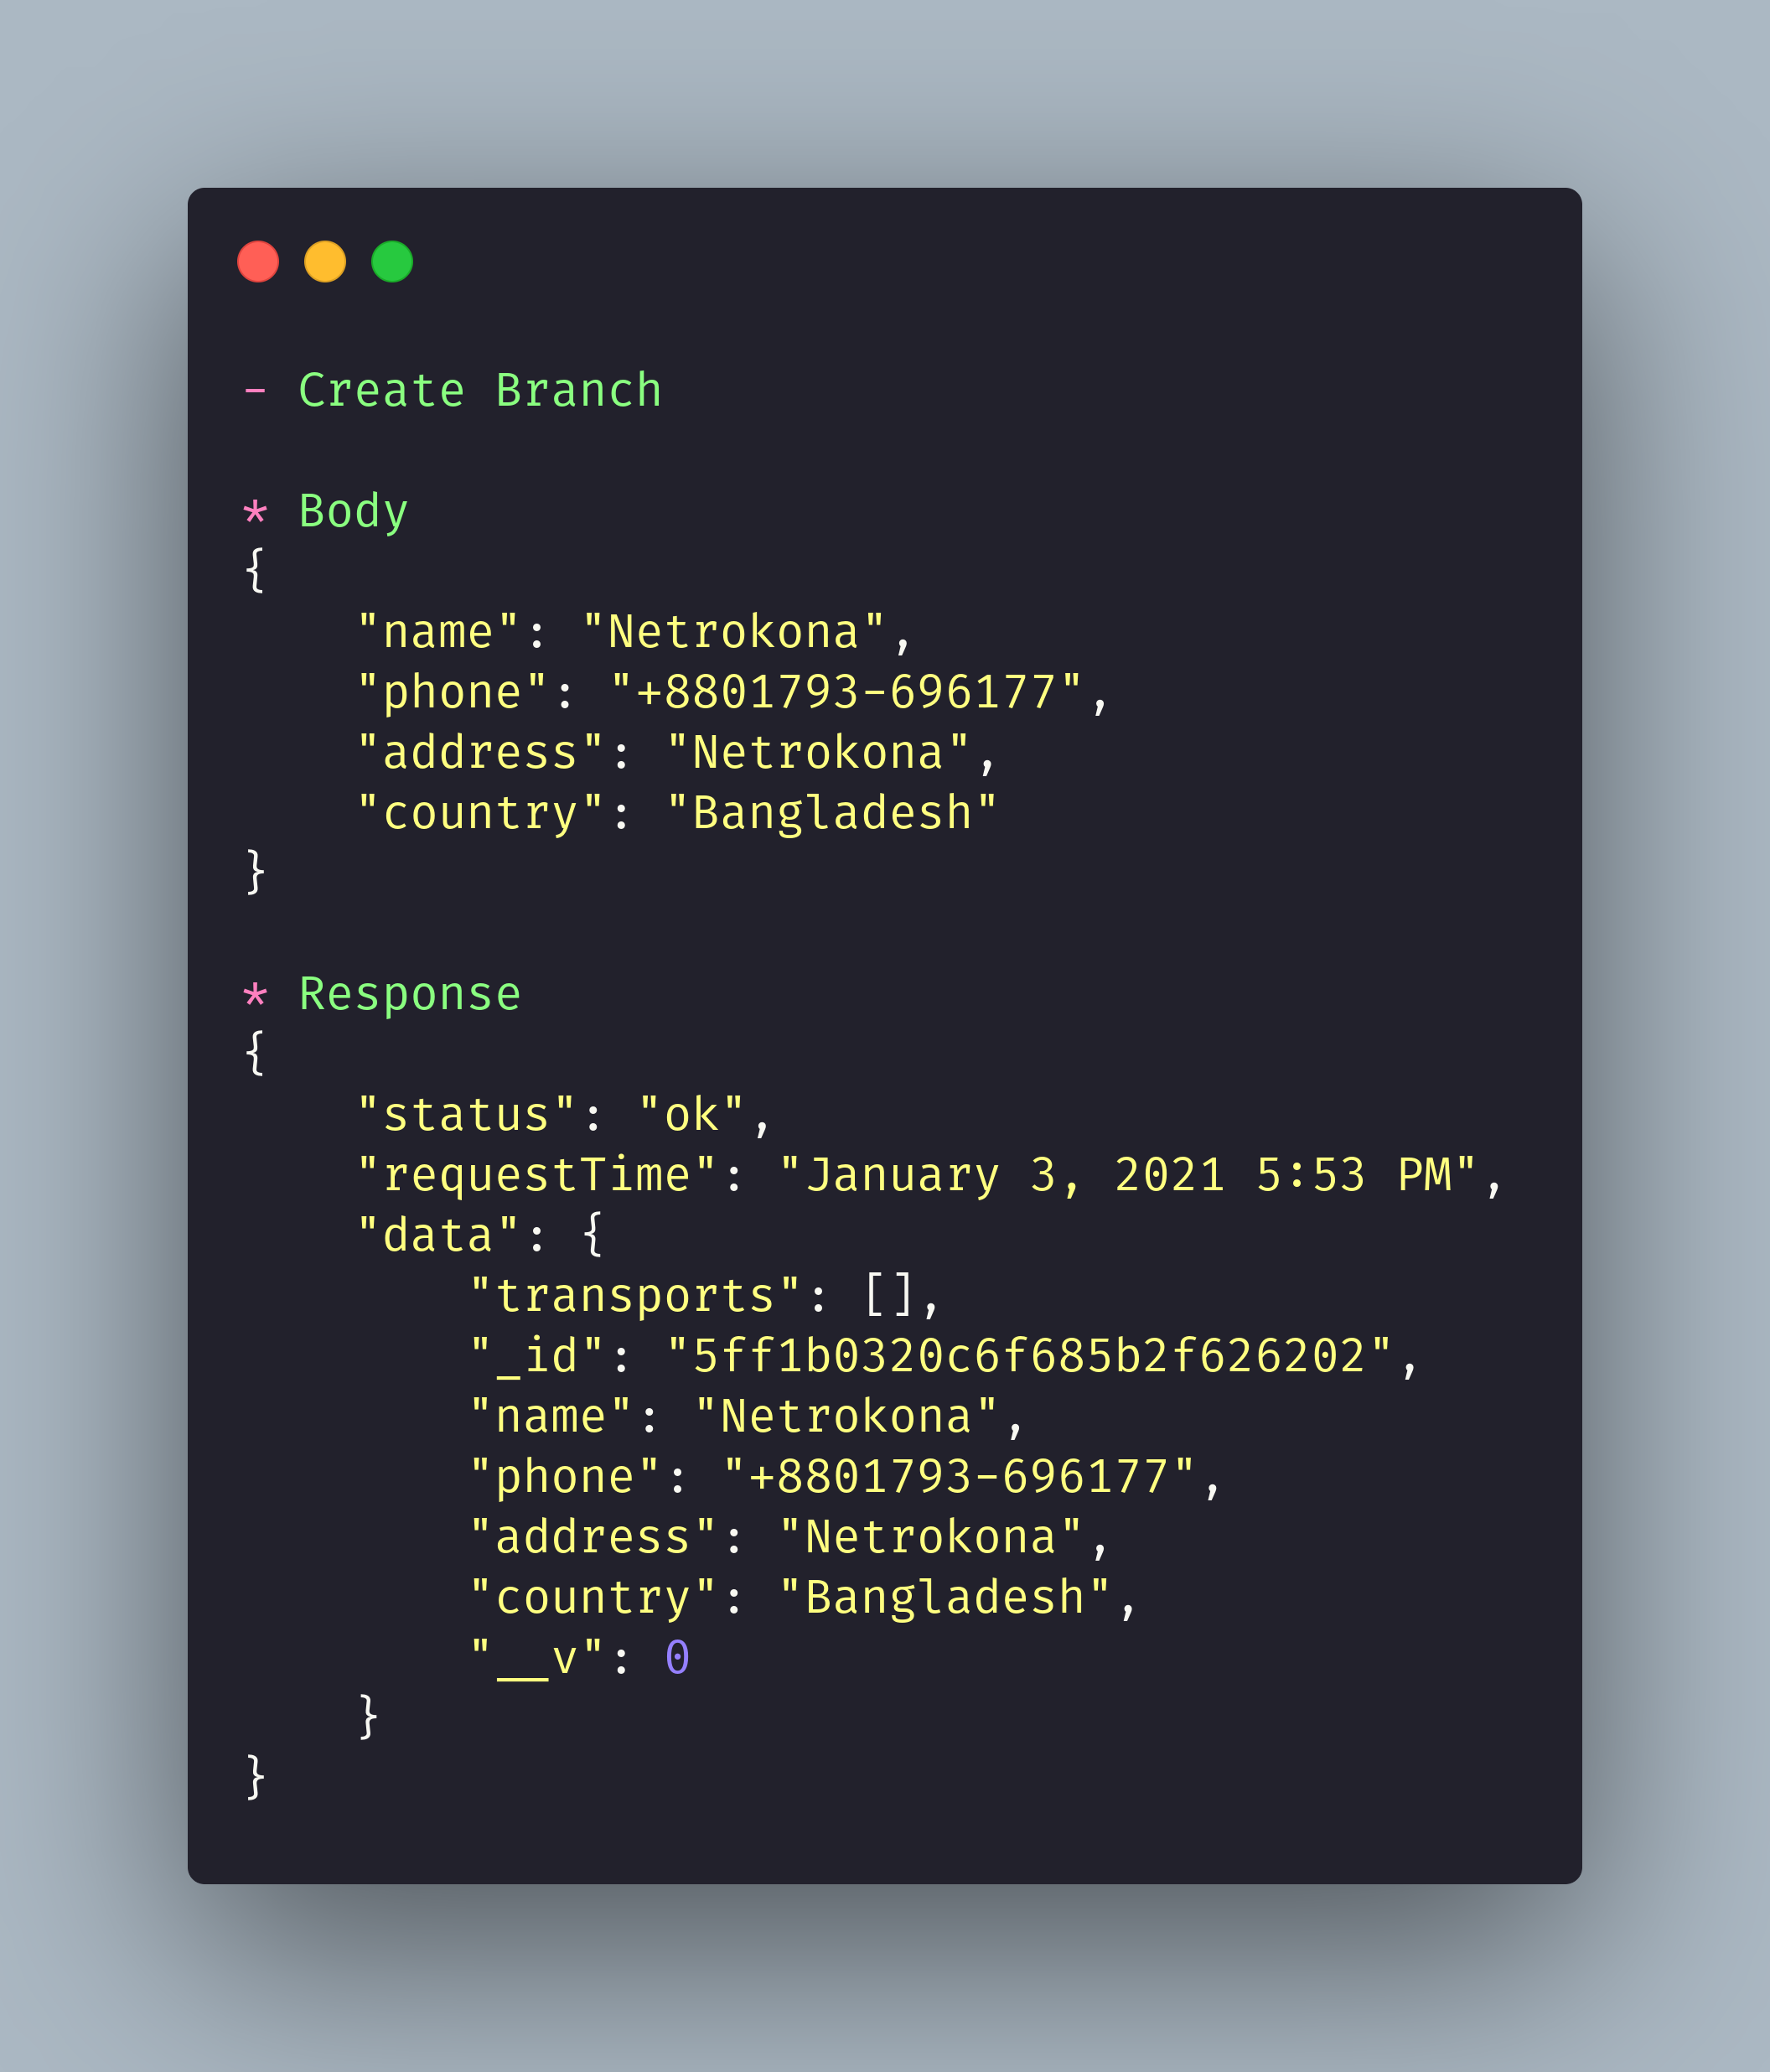 - Create Branch
* Body
{
    "name": "Netrokona",
    "phone": "+8801793-696177",
    "address": "Netrokona",
    "country": "Bangladesh"
}
* Response
{
    "status": "ok",
    "requestTime": "January 3, 2021 5:53 PM",
    "data": {
        "transports": [],
        "_id": "5ff1b0320c6f685b2f626202",
        "name": "Netrokona",
        "phone": "+8801793-696177",
        "address": "Netrokona",
        "country": "Bangladesh",
        "__v": 0
    }
}